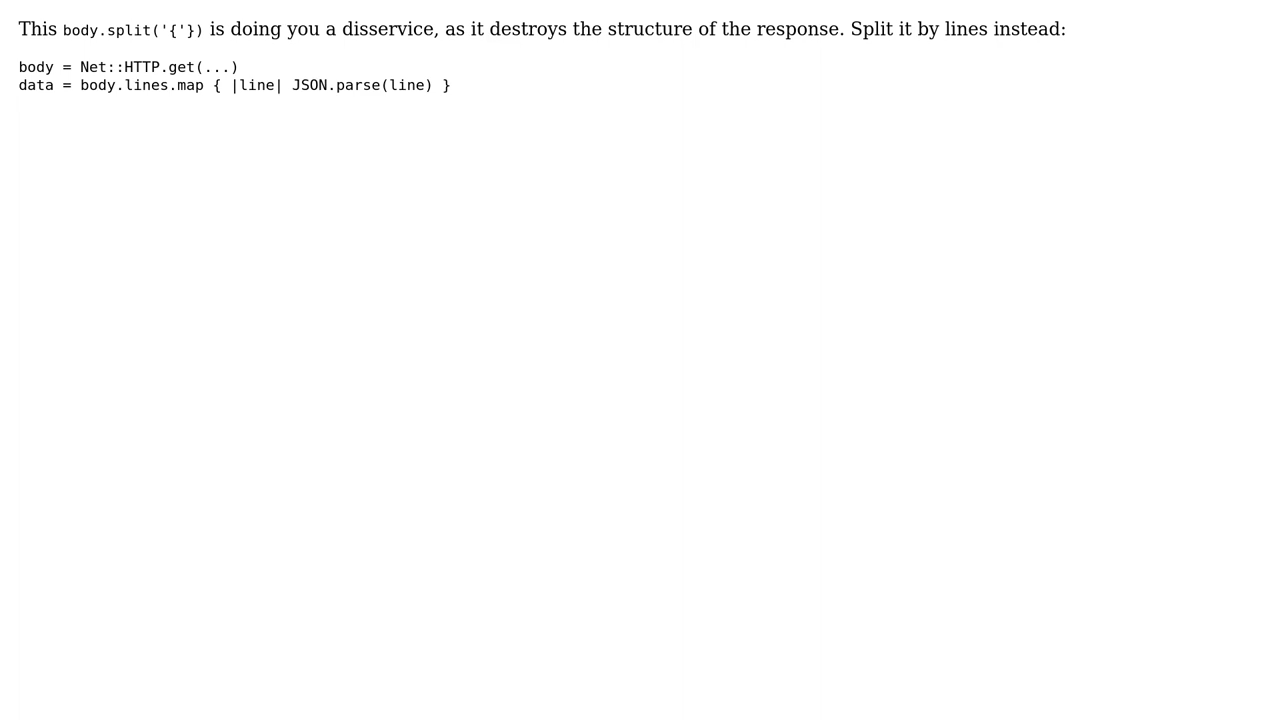 This body.split('{'}) is doing you a disservice, as it destroys the structure of the response. Split it by lines instead:
body = Net::HTTP.get(...)
data = body.lines.map { |line| JSON.parse(line) }